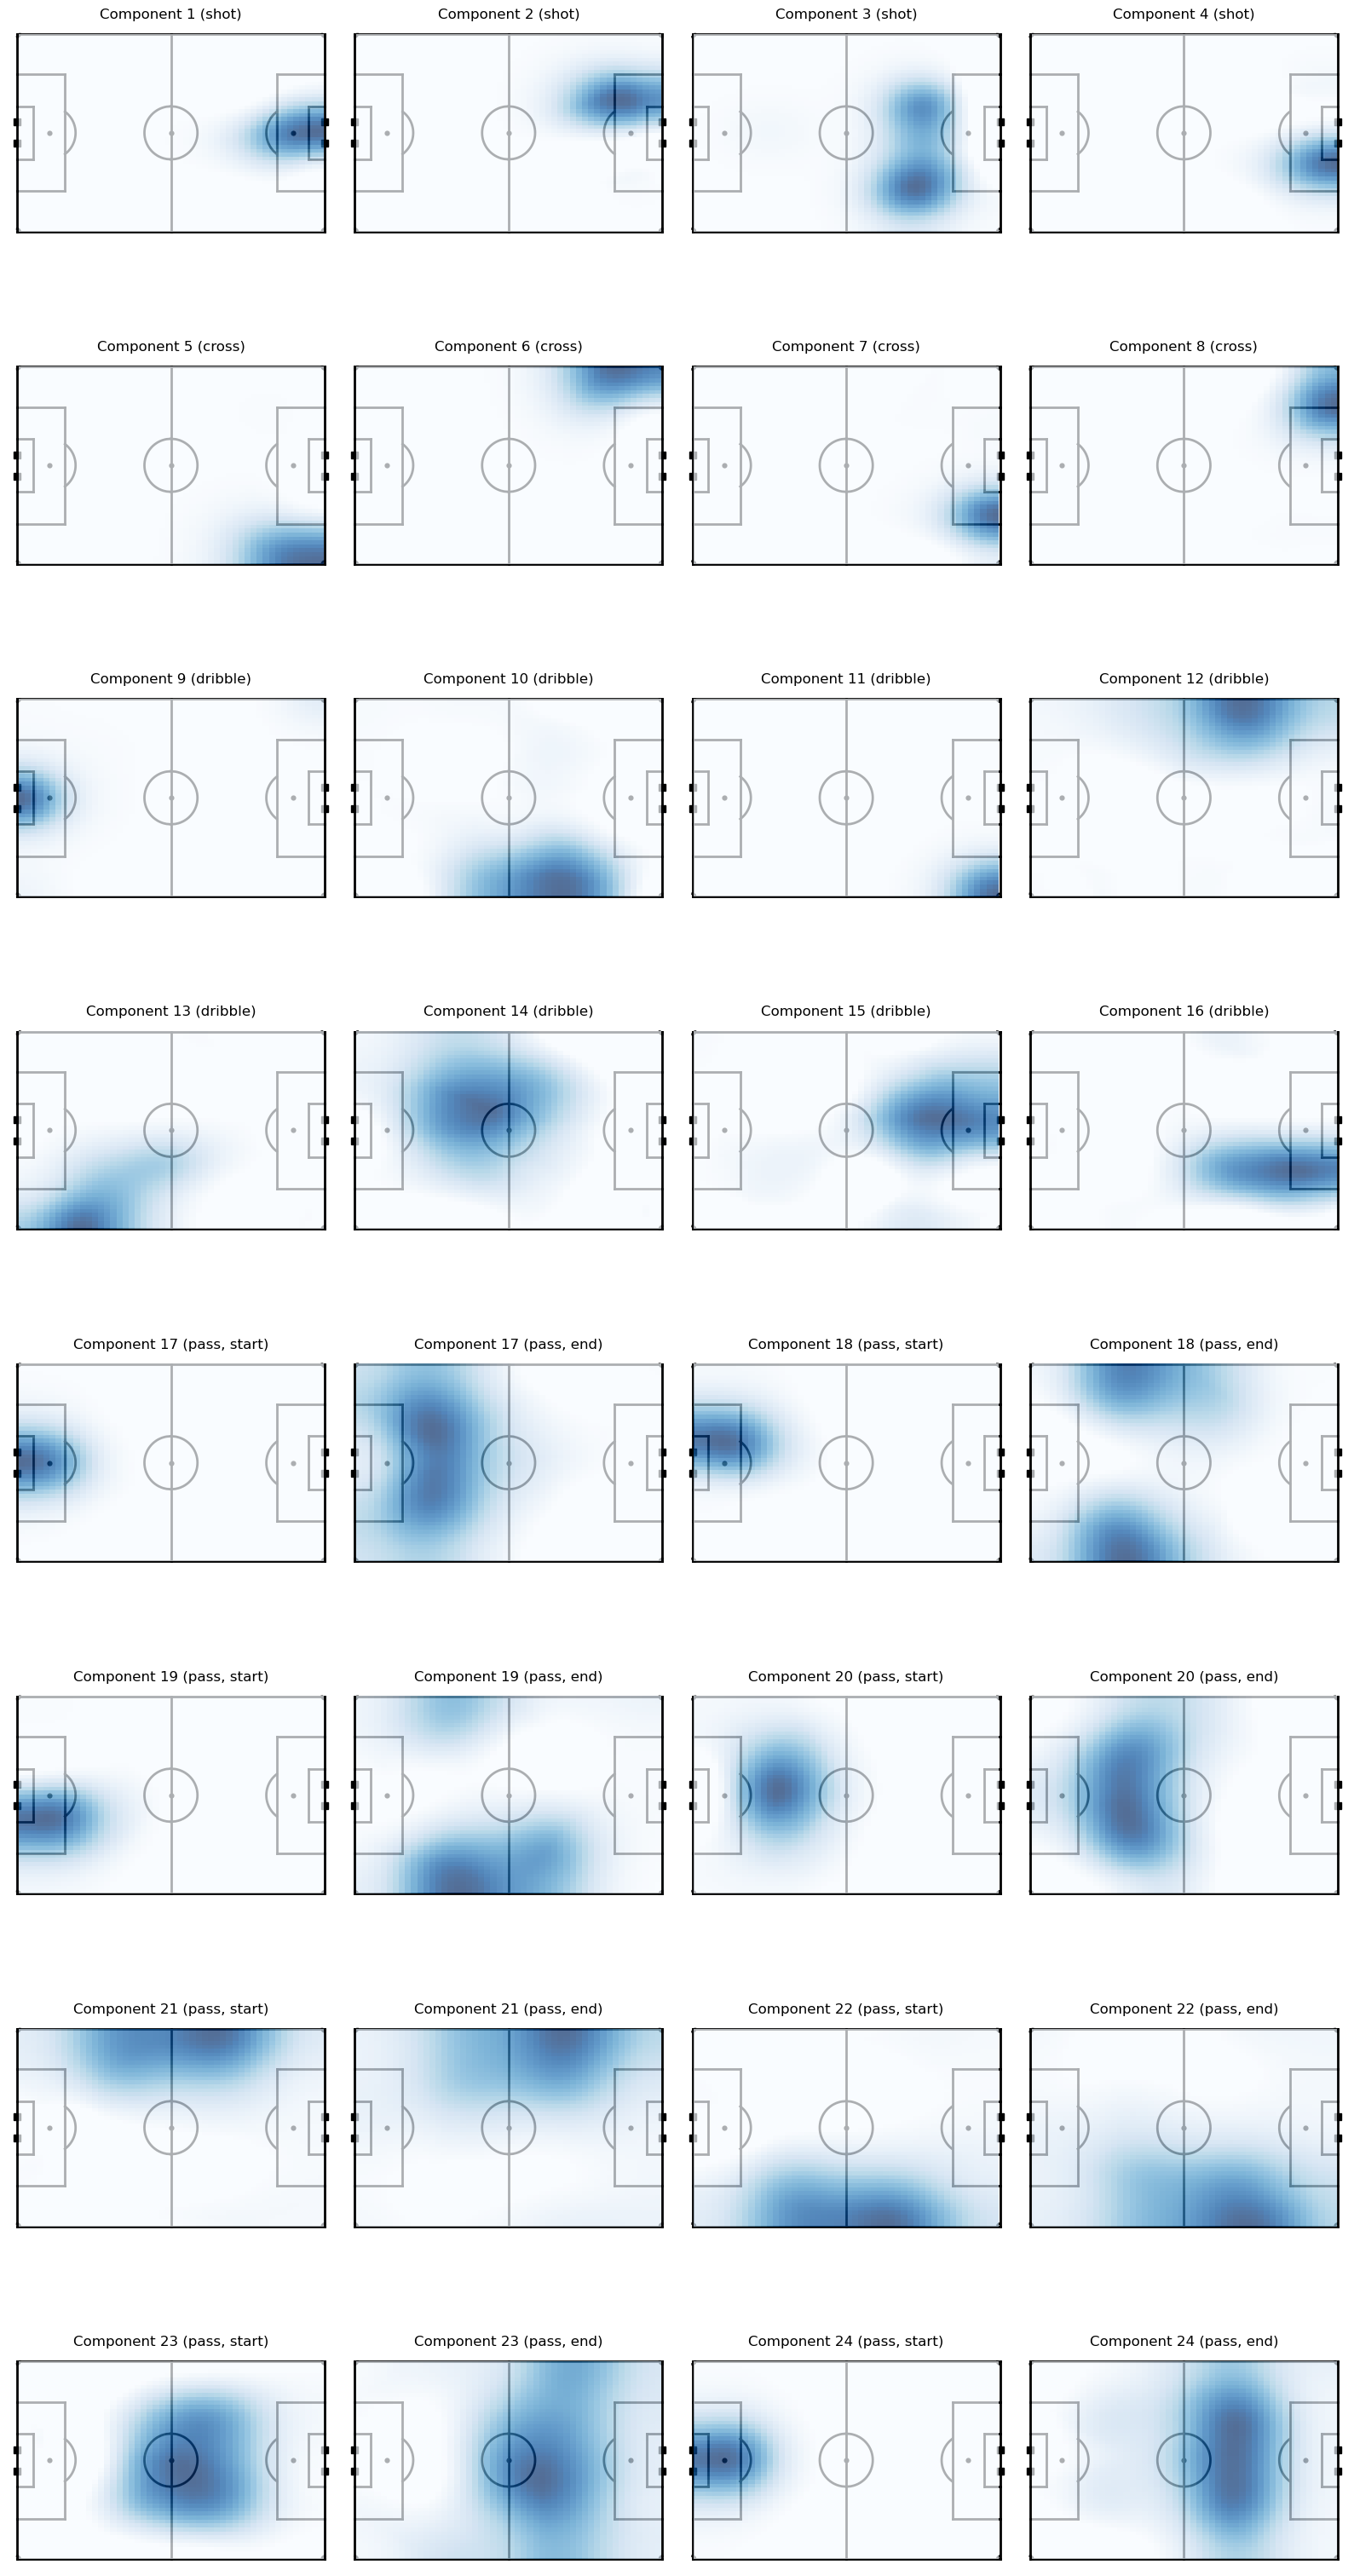 Component 1 (shot)
Component 2 (shot)
Component 3 (shot)
Component 4 (shot)
Component 5 (cross)
Component 6 (cross)
Component 7 (cross)
Component 8 (cross)
Component 9 (dribble)
Component 10 (dribble)
Component 11 (dribble)
Component 12 (dribble)
Component 13 (dribble)
Component 14 (dribble)
Component 15 (dribble)
Component 16 (dribble)
Component 17 (pass, start)
Component 17 (pass, end)
Component 18 (pass, start)
Component 18 (pass, end)
Component 19 (pass, start)
Component 19 (pass, end)
Component 20 (pass, start)
Component 20 (pass, end)
Component 21 (pass, start)
Component 21 (pass, end)
Component 22 (pass, start)
Component 22 (pass, end)
Component 23 (pass, start)
Component 23 (pass, end)
Component 24 (pass, start)
Component 24 (pass, end)